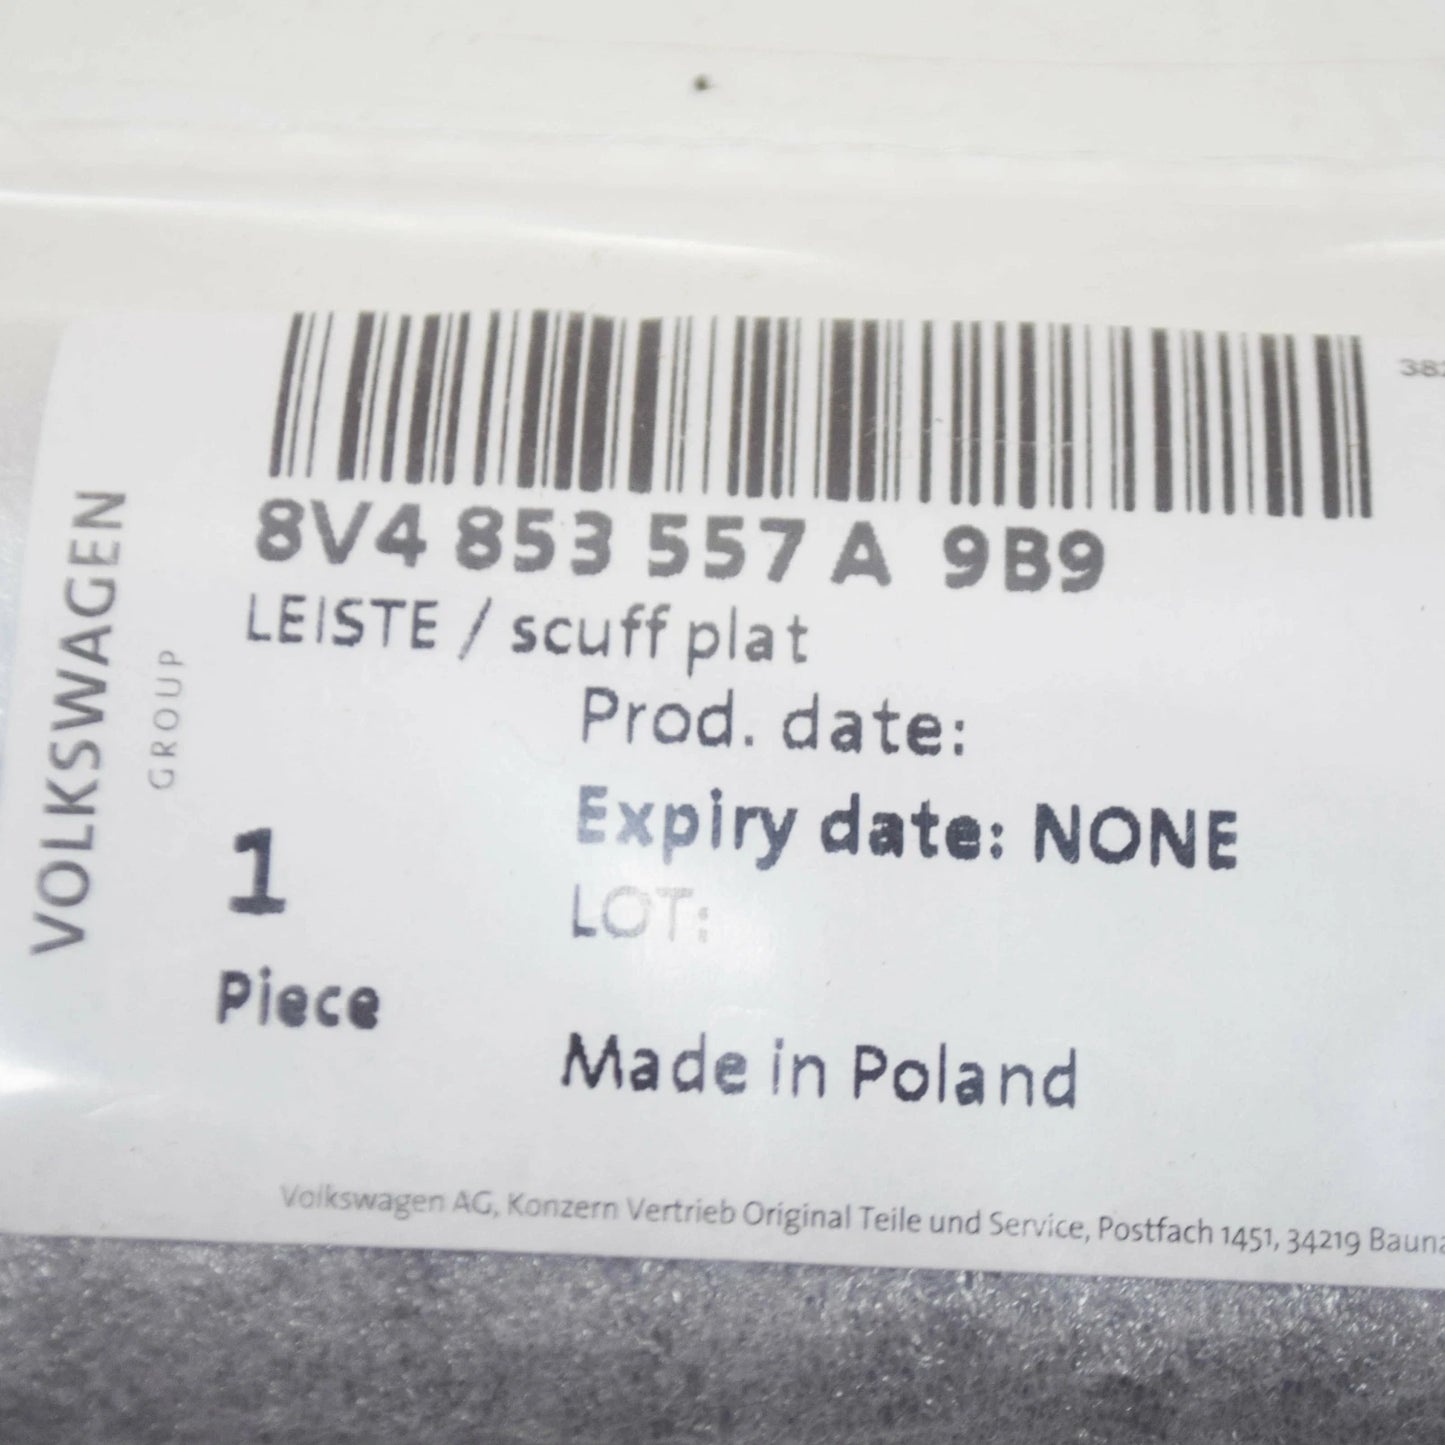 8V4 853 557 A 9B9
LEISTE / scuff plat
Prod. date:
Expiry date: NONE
LOT:
1
Piece
Made in Poland
VOLKSWAGEN
GROUP
Volkswagen AG, Konzern Vertrieb Original Teile und Service, Postfach 1451, 34219